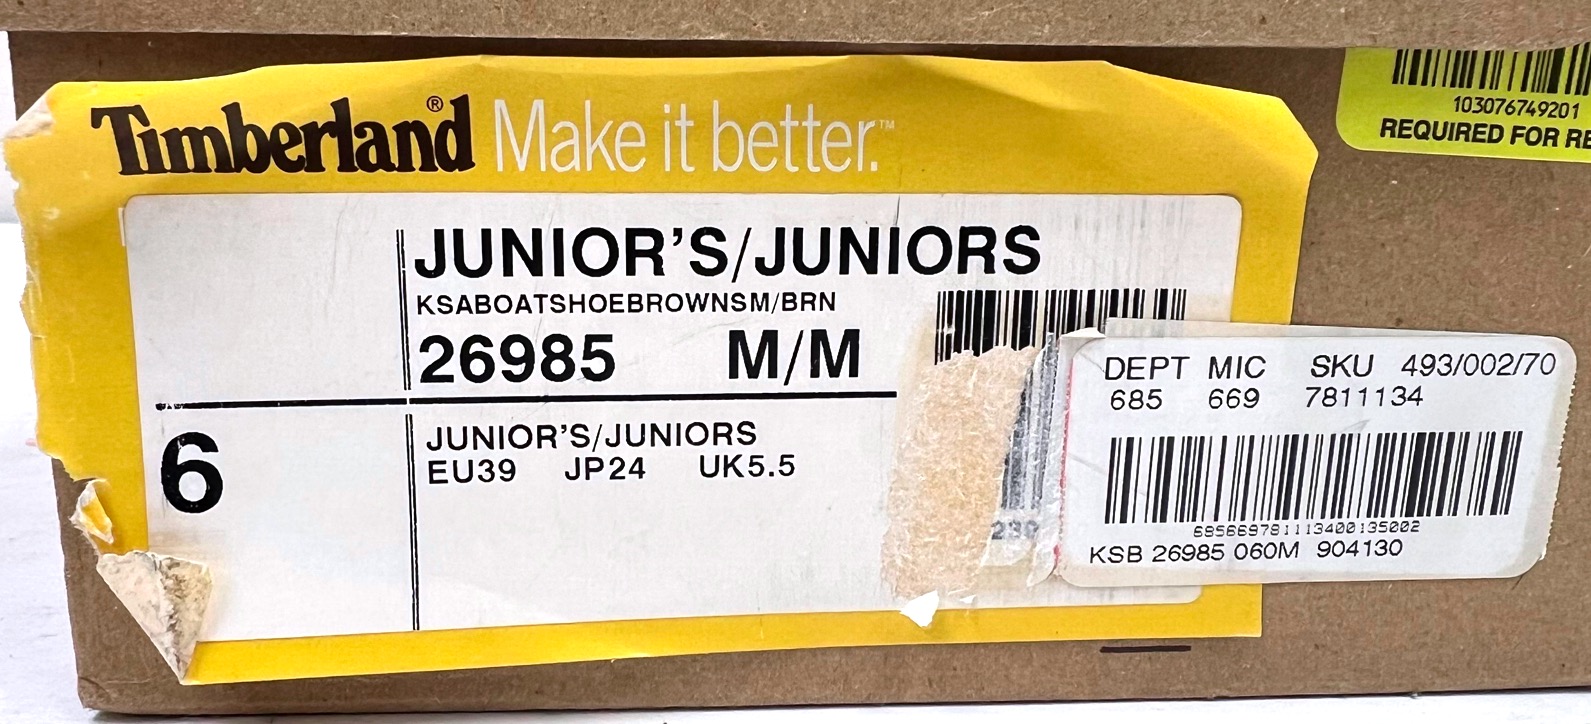 Timberland® Make it better.™
JUNIOR'S/JUNIORS
KSABOATSHOEBROWNSM/BRN
26985 M/M
6
JUNIOR'S/JUNIORS
EU39 JP24 UK5.5
103076749201
REQUIRED FOR RE
DEPT MIC SKU 493/002/70
685 669 7811134
685669781113400135002
KSB 26985 060M 904130